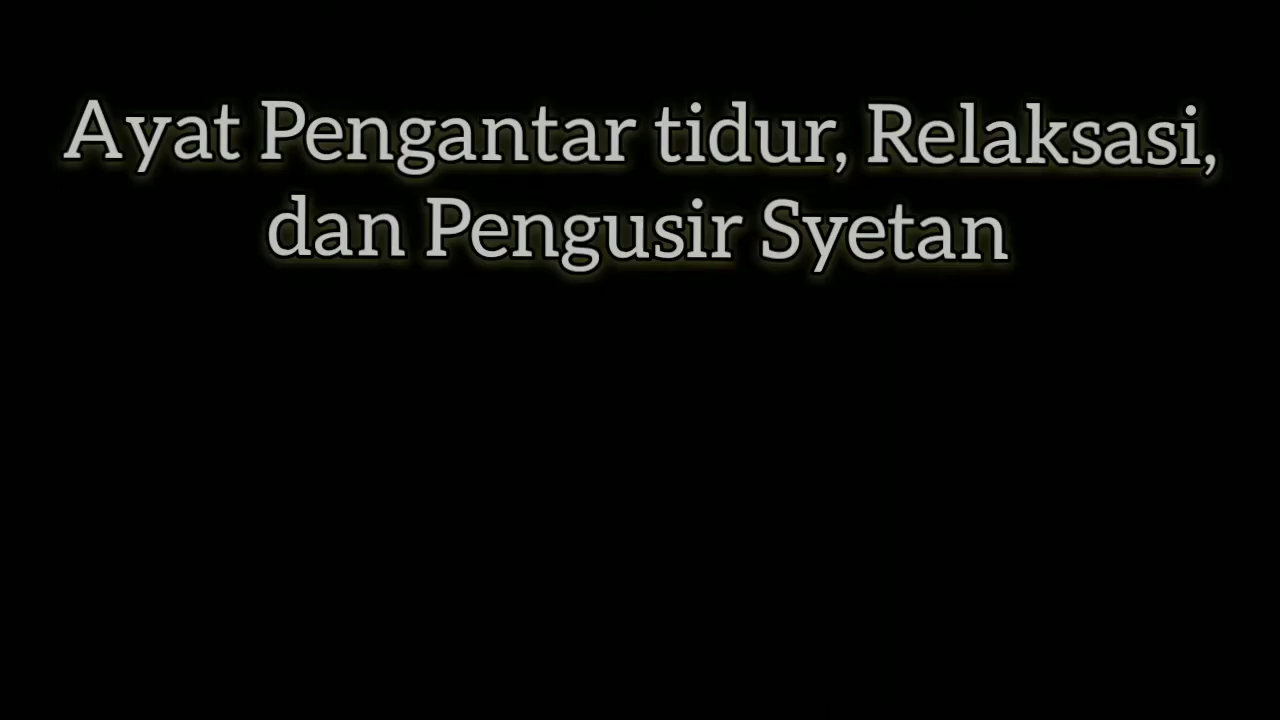 Ayat Pengantar tidur, Relaksasi,
dan Pengusir Syetan